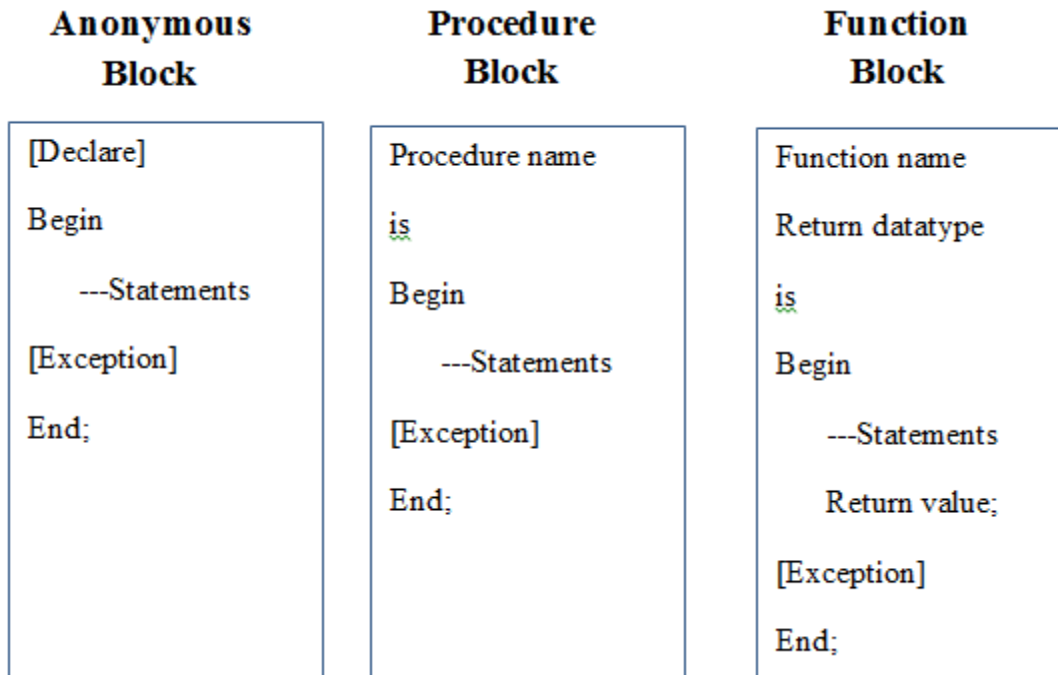 Anonymous
Block
[Declare]
Begin
---Statements
[Exception]
End;
Procedure
Block
Procedure name
is
Begin
---Statements
[Exception]
End;
Function
Block
Function name
Return datatype
is
Begin
---Statements
Return value;
[Exception]
End;